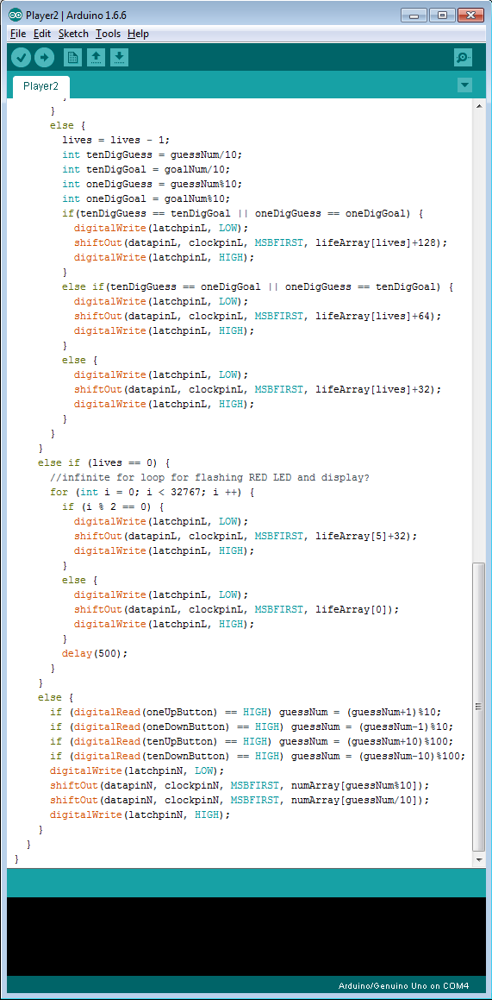 Player2 | Arduino 1.6.6
File Edit Sketch Tools Help
Player2
}
}
else {
lives = lives - 1;
int tenDigGuess = guessNum/10;
int tenDigGoal = goalNum/10;
int oneDigGuess = guessNum%10;
int oneDigGoal = goalNum%10;
if(tenDigGuess == tenDigGoal || oneDigGuess == oneDigGoal) {
digitalWrite(latchpinL, LOW);
shiftOut(datapinL, clockpinL, MSBFIRST, lifeArray[lives]+128);
digitalWrite(latchpinL, HIGH);
}
else if(tenDigGuess == oneDigGoal || oneDigGuess == tenDigGoal) {
digitalWrite(latchpinL, LOW);
shiftOut(datapinL, clockpinL, MSBFIRST, lifeArray[lives]+64);
digitalWrite(latchpinL, HIGH);
}
else {
digitalWrite(latchpinL, LOW);
shiftOut(datapinL, clockpinL, MSBFIRST, lifeArray[lives]+32);
digitalWrite(latchpinL, HIGH);
}
}
}
else if (lives == 0) {
//infinite for loop for flashing RED LED and display?
for (int i = 0; i < 32767; i ++) {
if (i % 2 == 0) {
digitalWrite(latchpinL, LOW);
shiftOut(datapinL, clockpinL, MSBFIRST, lifeArray[5]+32);
digitalWrite(latchpinL, HIGH);
}
else {
digitalWrite(latchpinL, LOW);
shiftOut(datapinL, clockpinL, MSBFIRST, lifeArray[0]);
digitalWrite(latchpinL, HIGH);
}
delay(500);
}
}
else {
if (digitalRead(oneUpButton) == HIGH) guessNum = (guessNum+1)%10;
if (digitalRead(oneDownButton) == HIGH) guessNum = (guessNum-1)%10;
if (digitalRead(tenUpButton) == HIGH) guessNum = (guessNum+10)%100;
if (digitalRead(tenDownButton) == HIGH) guessNum = (guessNum-10)%100;
digitalWrite(latchpinN, LOW);
shiftOut(datapinN, clockpinN, MSBFIRST, numArray[guessNum%10]);
shiftOut(datapinN, clockpinN, MSBFIRST, numArray[guessNum/10]);
digitalWrite(latchpinN, HIGH);
}
}
}
Arduino/Genuino Uno on COM4